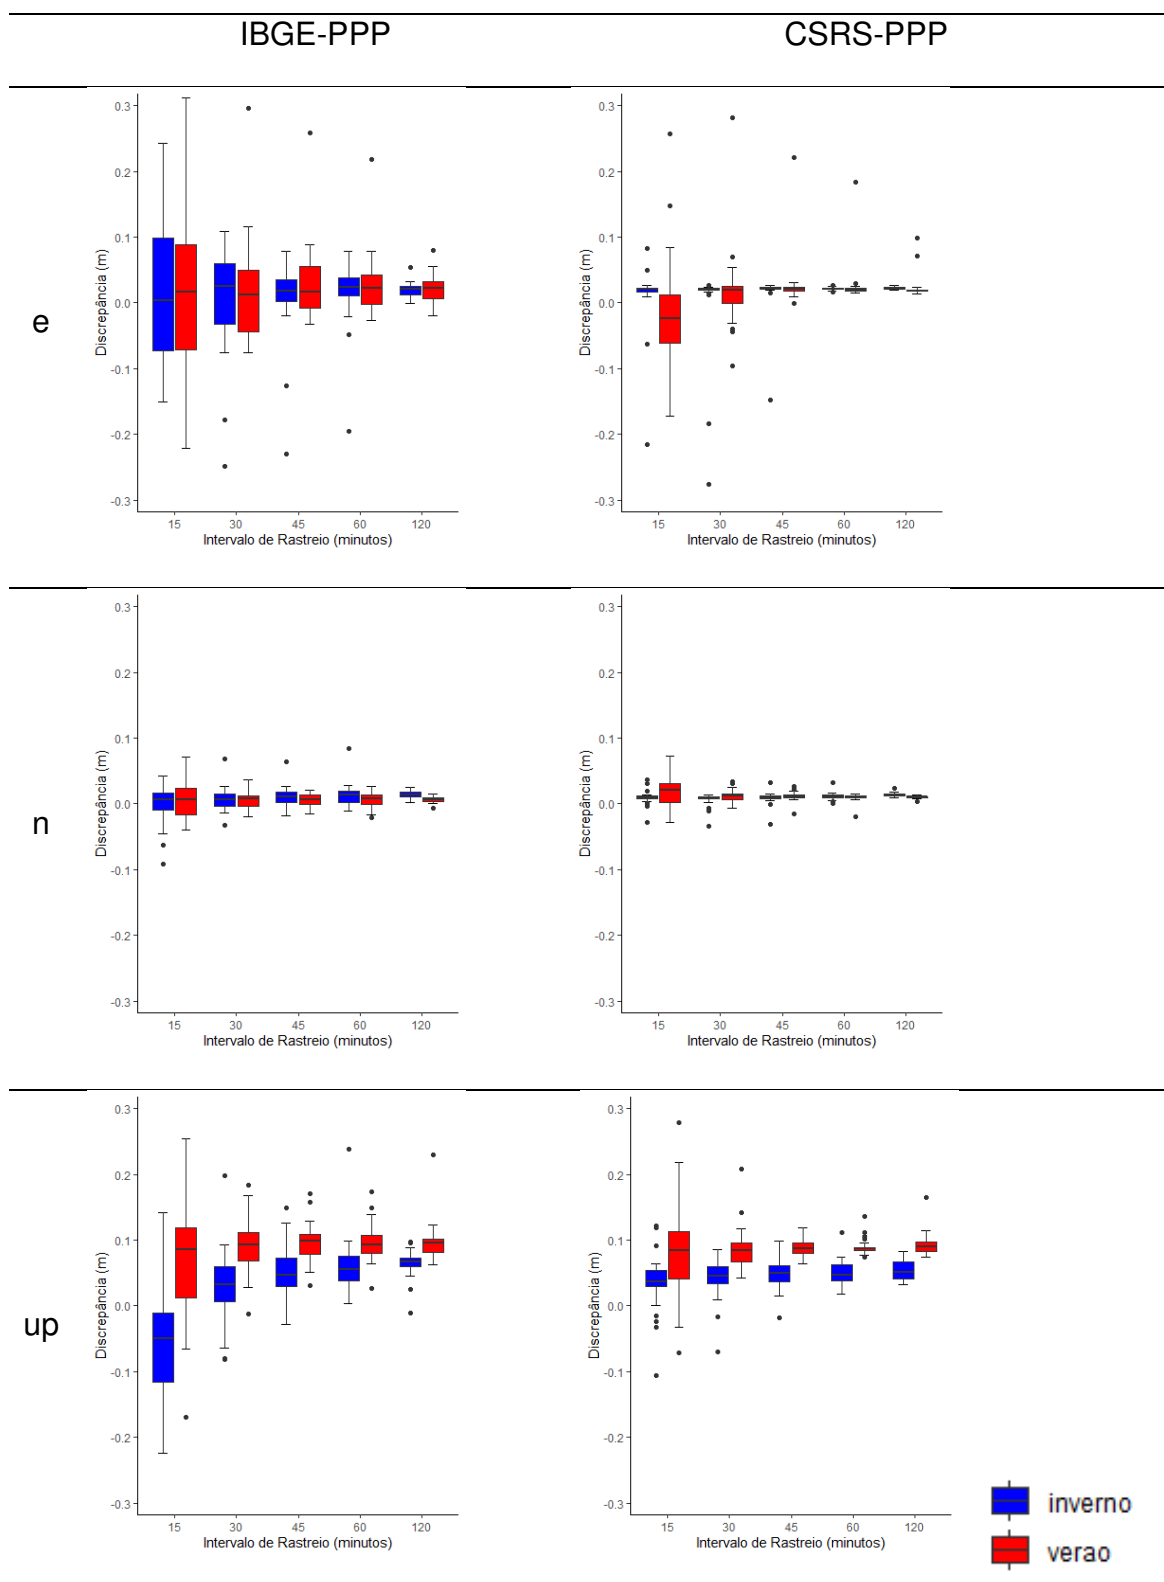 IBGE-PPP CSRS-PPP
e
Discrepância (m)
0.3
0.2
0.1
0.0
-0.1
-0.2
-0.3
15 30 45 60 120
Intervalo de Rastreio (minutos)
Discrepância (m)
0.3
0.2
0.1
0.0
-0.1
-0.2
-0.3
15 30 45 60 120
Intervalo de Rastreio (minutos)
n
Discrepância (m)
0.3
0.2
0.1
0.0
-0.1
-0.2
-0.3
15 30 45 60 120
Intervalo de Rastreio (minutos)
Discrepância (m)
0.3
0.2
0.1
0.0
-0.1
-0.2
-0.3
15 30 45 60 120
Intervalo de Rastreio (minutos)
up
Discrepância (m)
0.3
0.2
0.1
0.0
-0.1
-0.2
-0.3
15 30 45 60 120
Intervalo de Rastreio (minutos)
Discrepância (m)
0.3
0.2
0.1
0.0
-0.1
-0.2
-0.3
15 30 45 60 120
Intervalo de Rastreio (minutos)
inverno
verao